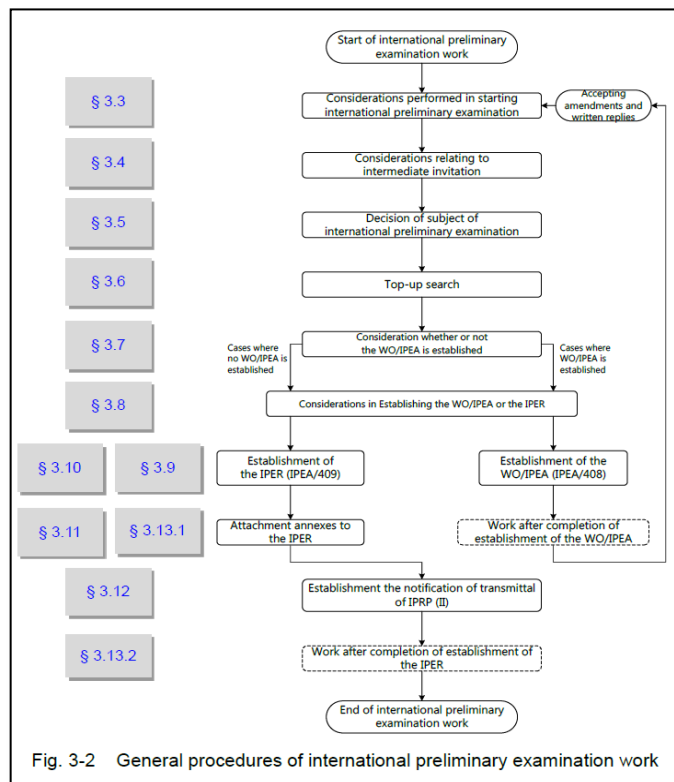 Start of international preliminary
examination work
§ 3.3
Considerations performed in starting
international preliminary examination
Accepting
amendments and
written replies
§ 3.4
Considerations relating to
intermediate invitation
§ 3.5
Decision of subject of
international preliminary examination
§ 3.6
Top-up search
§ 3.7
Consideration whether or not
the WO/IPEA is established
Cases where
no WO/IPEA is
established
Cases where
WO/IPEA is
established
§ 3.8
Considerations in Establishing the WO/IPEA or the IPER
§ 3.10
§ 3.9
Establishment of
the IPER (IPEA/409)
Establishment of the
WO/IPEA (IPEA/408)
§ 3.11
§ 3.13.1
Attachment annexes to
the IPER
Work after completion of
establishment of the WO/IPEA
§ 3.12
Establishment the notification of transmittal
of IPRP (II)
§ 3.13.2
Work after completion of establishment of
the IPER
End of international preliminary
examination work
Fig. 3-2 General procedures of international preliminary examination work